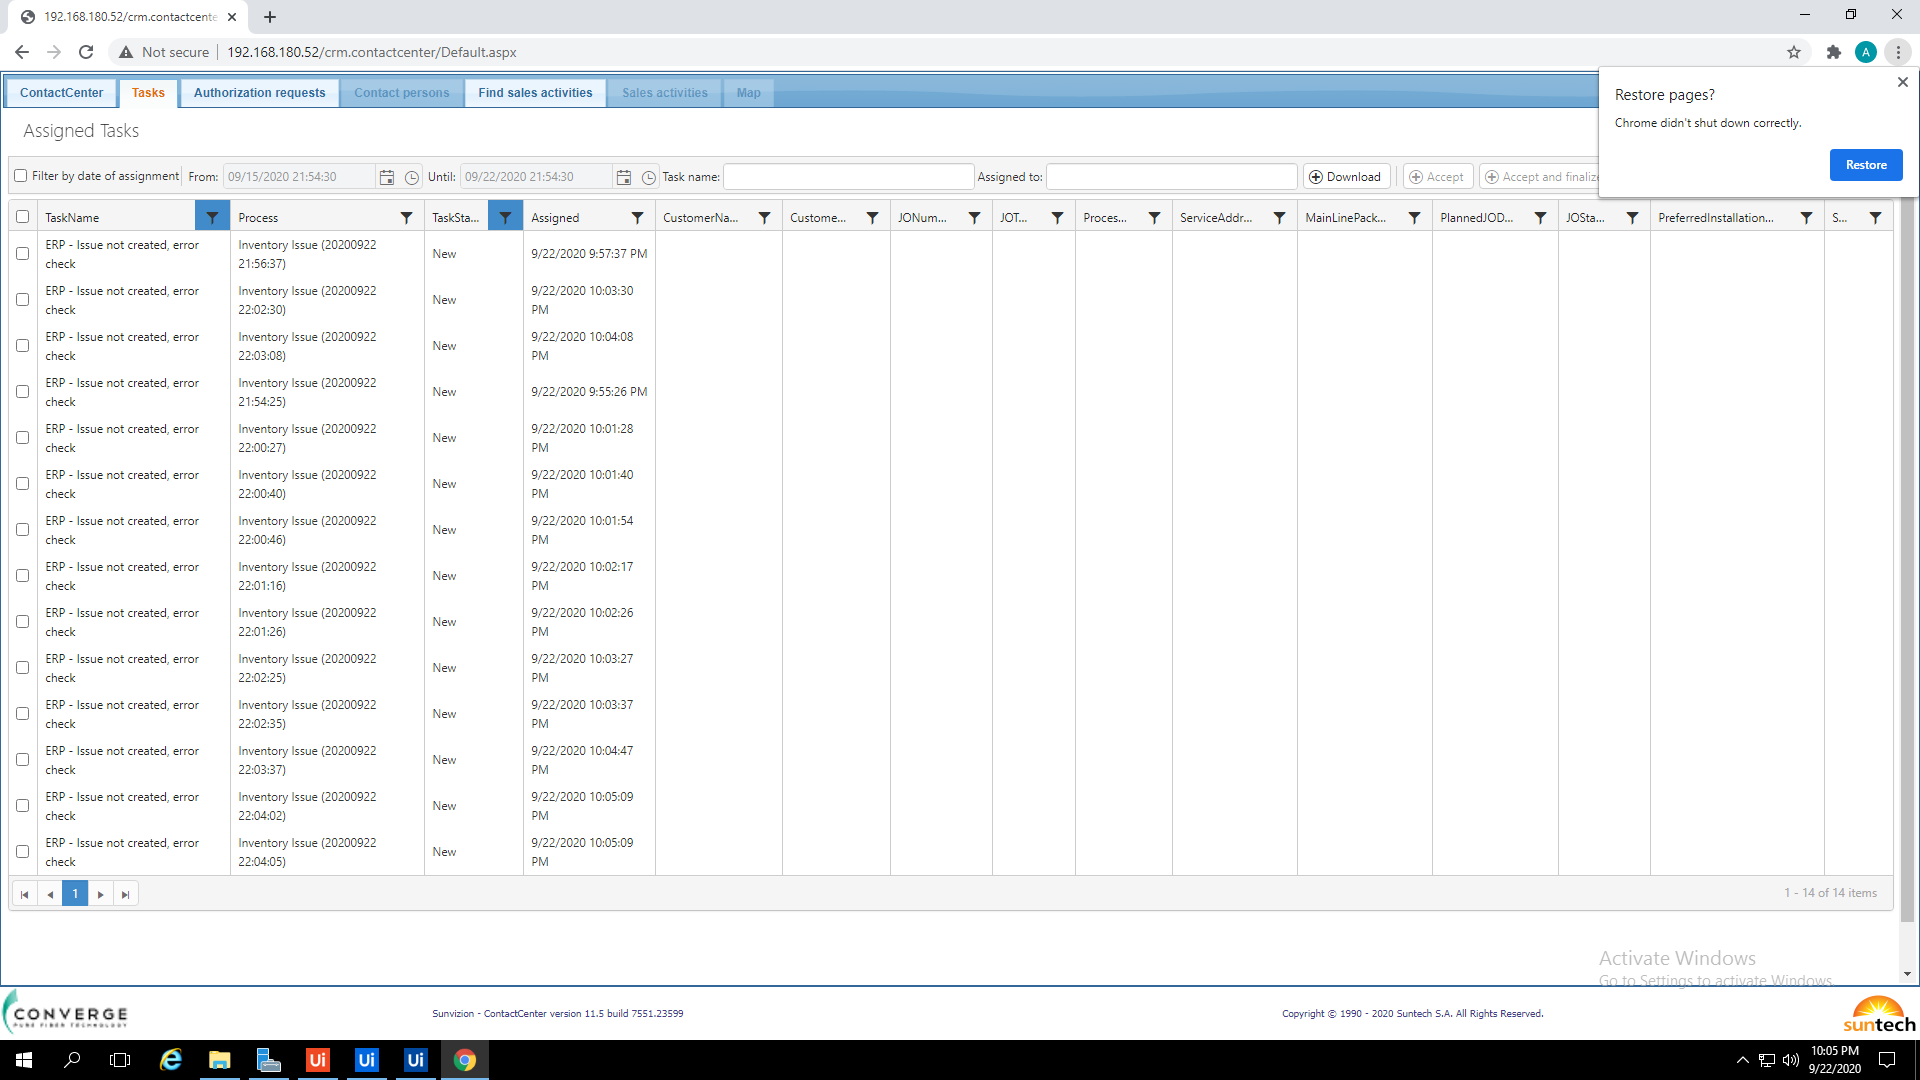 192.168.180.52/crm.contactcente
Not secure
192.168.180.52/crm.contactcenter/Default.aspx
A
ContactCenter
Tasks
Authorization requests
Contact persons
Find sales activities
Sales activities
Map
Restore pages?
Chrome didn't shut down correctly.
Restore
Assigned Tasks
Filter by date of assignment
From:
09/15/2020 21:54:30
Until:
09/22/2020 21:54:30
Task name:
Assigned to:
Download
Accept
Accept and finalize
TaskName
Process
TaskSta...
Assigned
CustomerNa...
Custome...
JONum...
JOT...
Proces...
ServiceAddr...
MainLinePack...
PlannedJOD...
JOSta...
PreferredInstallation...
S...
ERP - Issue not created, error check
Inventory Issue (20200922 21:56:37)
New
9/22/2020 9:57:37 PM
ERP - Issue not created, error check
Inventory Issue (20200922 22:02:30)
New
9/22/2020 10:03:30 PM
ERP - Issue not created, error check
Inventory Issue (20200922 22:03:08)
New
9/22/2020 10:04:08 PM
ERP - Issue not created, error check
Inventory Issue (20200922 21:54:25)
New
9/22/2020 9:55:26 PM
ERP - Issue not created, error check
Inventory Issue (20200922 22:00:27)
New
9/22/2020 10:01:28 PM
ERP - Issue not created, error check
Inventory Issue (20200922 22:00:40)
New
9/22/2020 10:01:40 PM
ERP - Issue not created, error check
Inventory Issue (20200922 22:00:46)
New
9/22/2020 10:01:54 PM
ERP - Issue not created, error check
Inventory Issue (20200922 22:01:16)
New
9/22/2020 10:02:17 PM
ERP - Issue not created, error check
Inventory Issue (20200922 22:01:26)
New
9/22/2020 10:02:26 PM
ERP - Issue not created, error check
Inventory Issue (20200922 22:02:25)
New
9/22/2020 10:03:27 PM
ERP - Issue not created, error check
Inventory Issue (20200922 22:02:35)
New
9/22/2020 10:03:37 PM
ERP - Issue not created, error check
Inventory Issue (20200922 22:03:37)
New
9/22/2020 10:04:47 PM
ERP - Issue not created, error check
Inventory Issue (20200922 22:04:02)
New
9/22/2020 10:05:09 PM
ERP - Issue not created, error check
Inventory Issue (20200922 22:04:05)
New
9/22/2020 10:05:09 PM
1
1 - 14 of 14 items
Activate Windows
Go to Settings to activate Windows.
CONVERGE
PURE FIBER TECHNOLOGY
Sunvizion - ContactCenter version 11.5 build 7551.23599
Copyright © 1990 - 2020 Suntech S.A. All Rights Reserved.
suntech
Ui
Ui
Ui
10:05 PM
9/22/2020